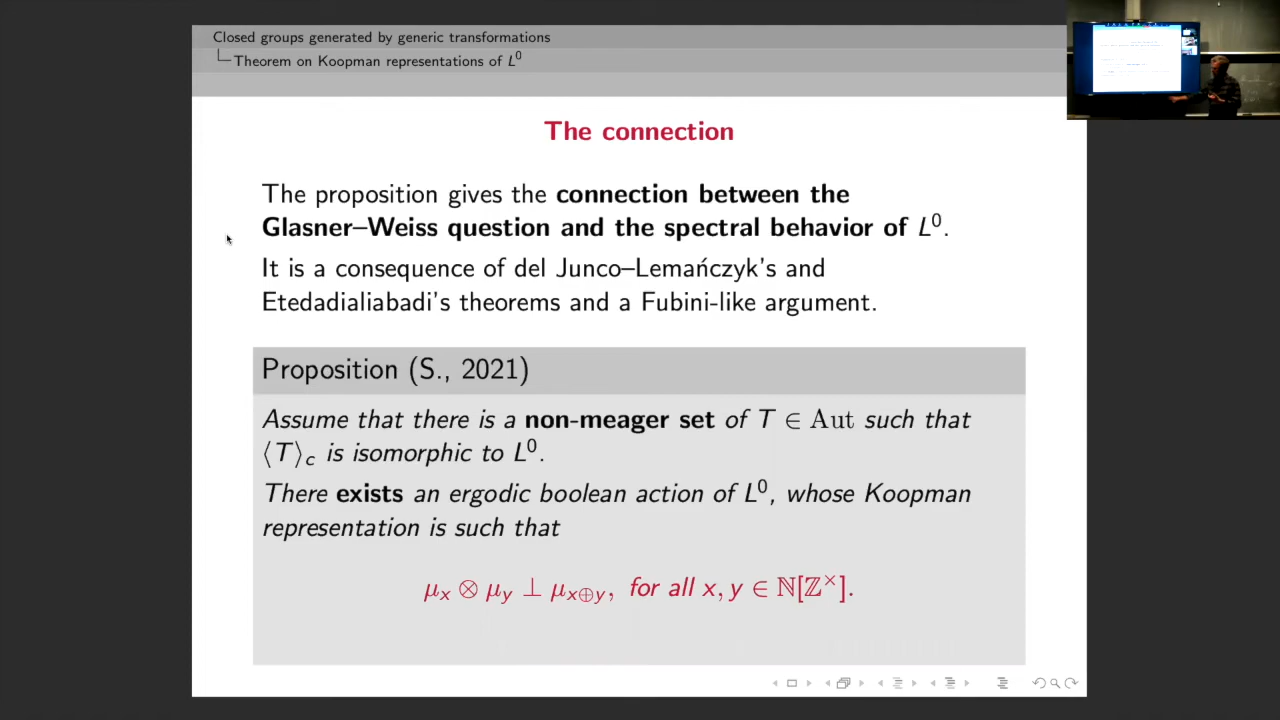 Closed groups generated by generic transformations
Theorem on Koopman representations of L⁰
The connection
The proposition gives the connection between the
Glasner–Weiss question and the spectral behavior of L⁰.
It is a consequence of del Junco–Lemańczyk's and
Etedadialiabadi's theorems and a Fubini-like argument.
Proposition (S., 2021)
Assume that there is a non-meager set of T ∈ Aut such that
⟨T⟩_c is isomorphic to L⁰.
There exists an ergodic boolean action of L⁰, whose Koopman
representation is such that
μ_x ⊗ μ_y ⊥ μ_{x⊕y}, for all x, y ∈ ℕ[ℤ^×].